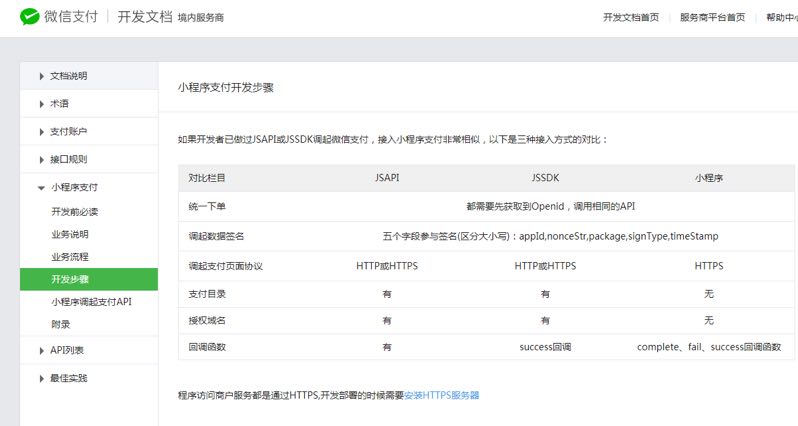 微信支付 开发文档 境内服务商 开发文档首页 服务商平台首页 帮助中心
文档说明
术语
支付账户
接口规则
小程序支付
开发前必读
业务说明
业务流程
开发步骤
小程序调起支付API
附录
API列表
最佳实践
小程序支付开发步骤
如果开发者已做过JSAPI或JSSDK调起微信支付，接入小程序支付非常相似，以下是三种接入方式的对比：
对比栏目 JSAPI JSSDK 小程序
统一下单 都需要先获取到Openid，调用相同的API
调起数据签名 五个字段参与签名(区分大小写)：appId,nonceStr,package,signType,timeStamp
调起支付页面协议 HTTP或HTTPS HTTP或HTTPS HTTPS
支付目录 有 有 无
授权域名 有 有 无
回调函数 有 success回调 complete、fail、success回调函数
程序访问商户服务都是通过HTTPS,开发部署的时候需要安装HTTPS服务器